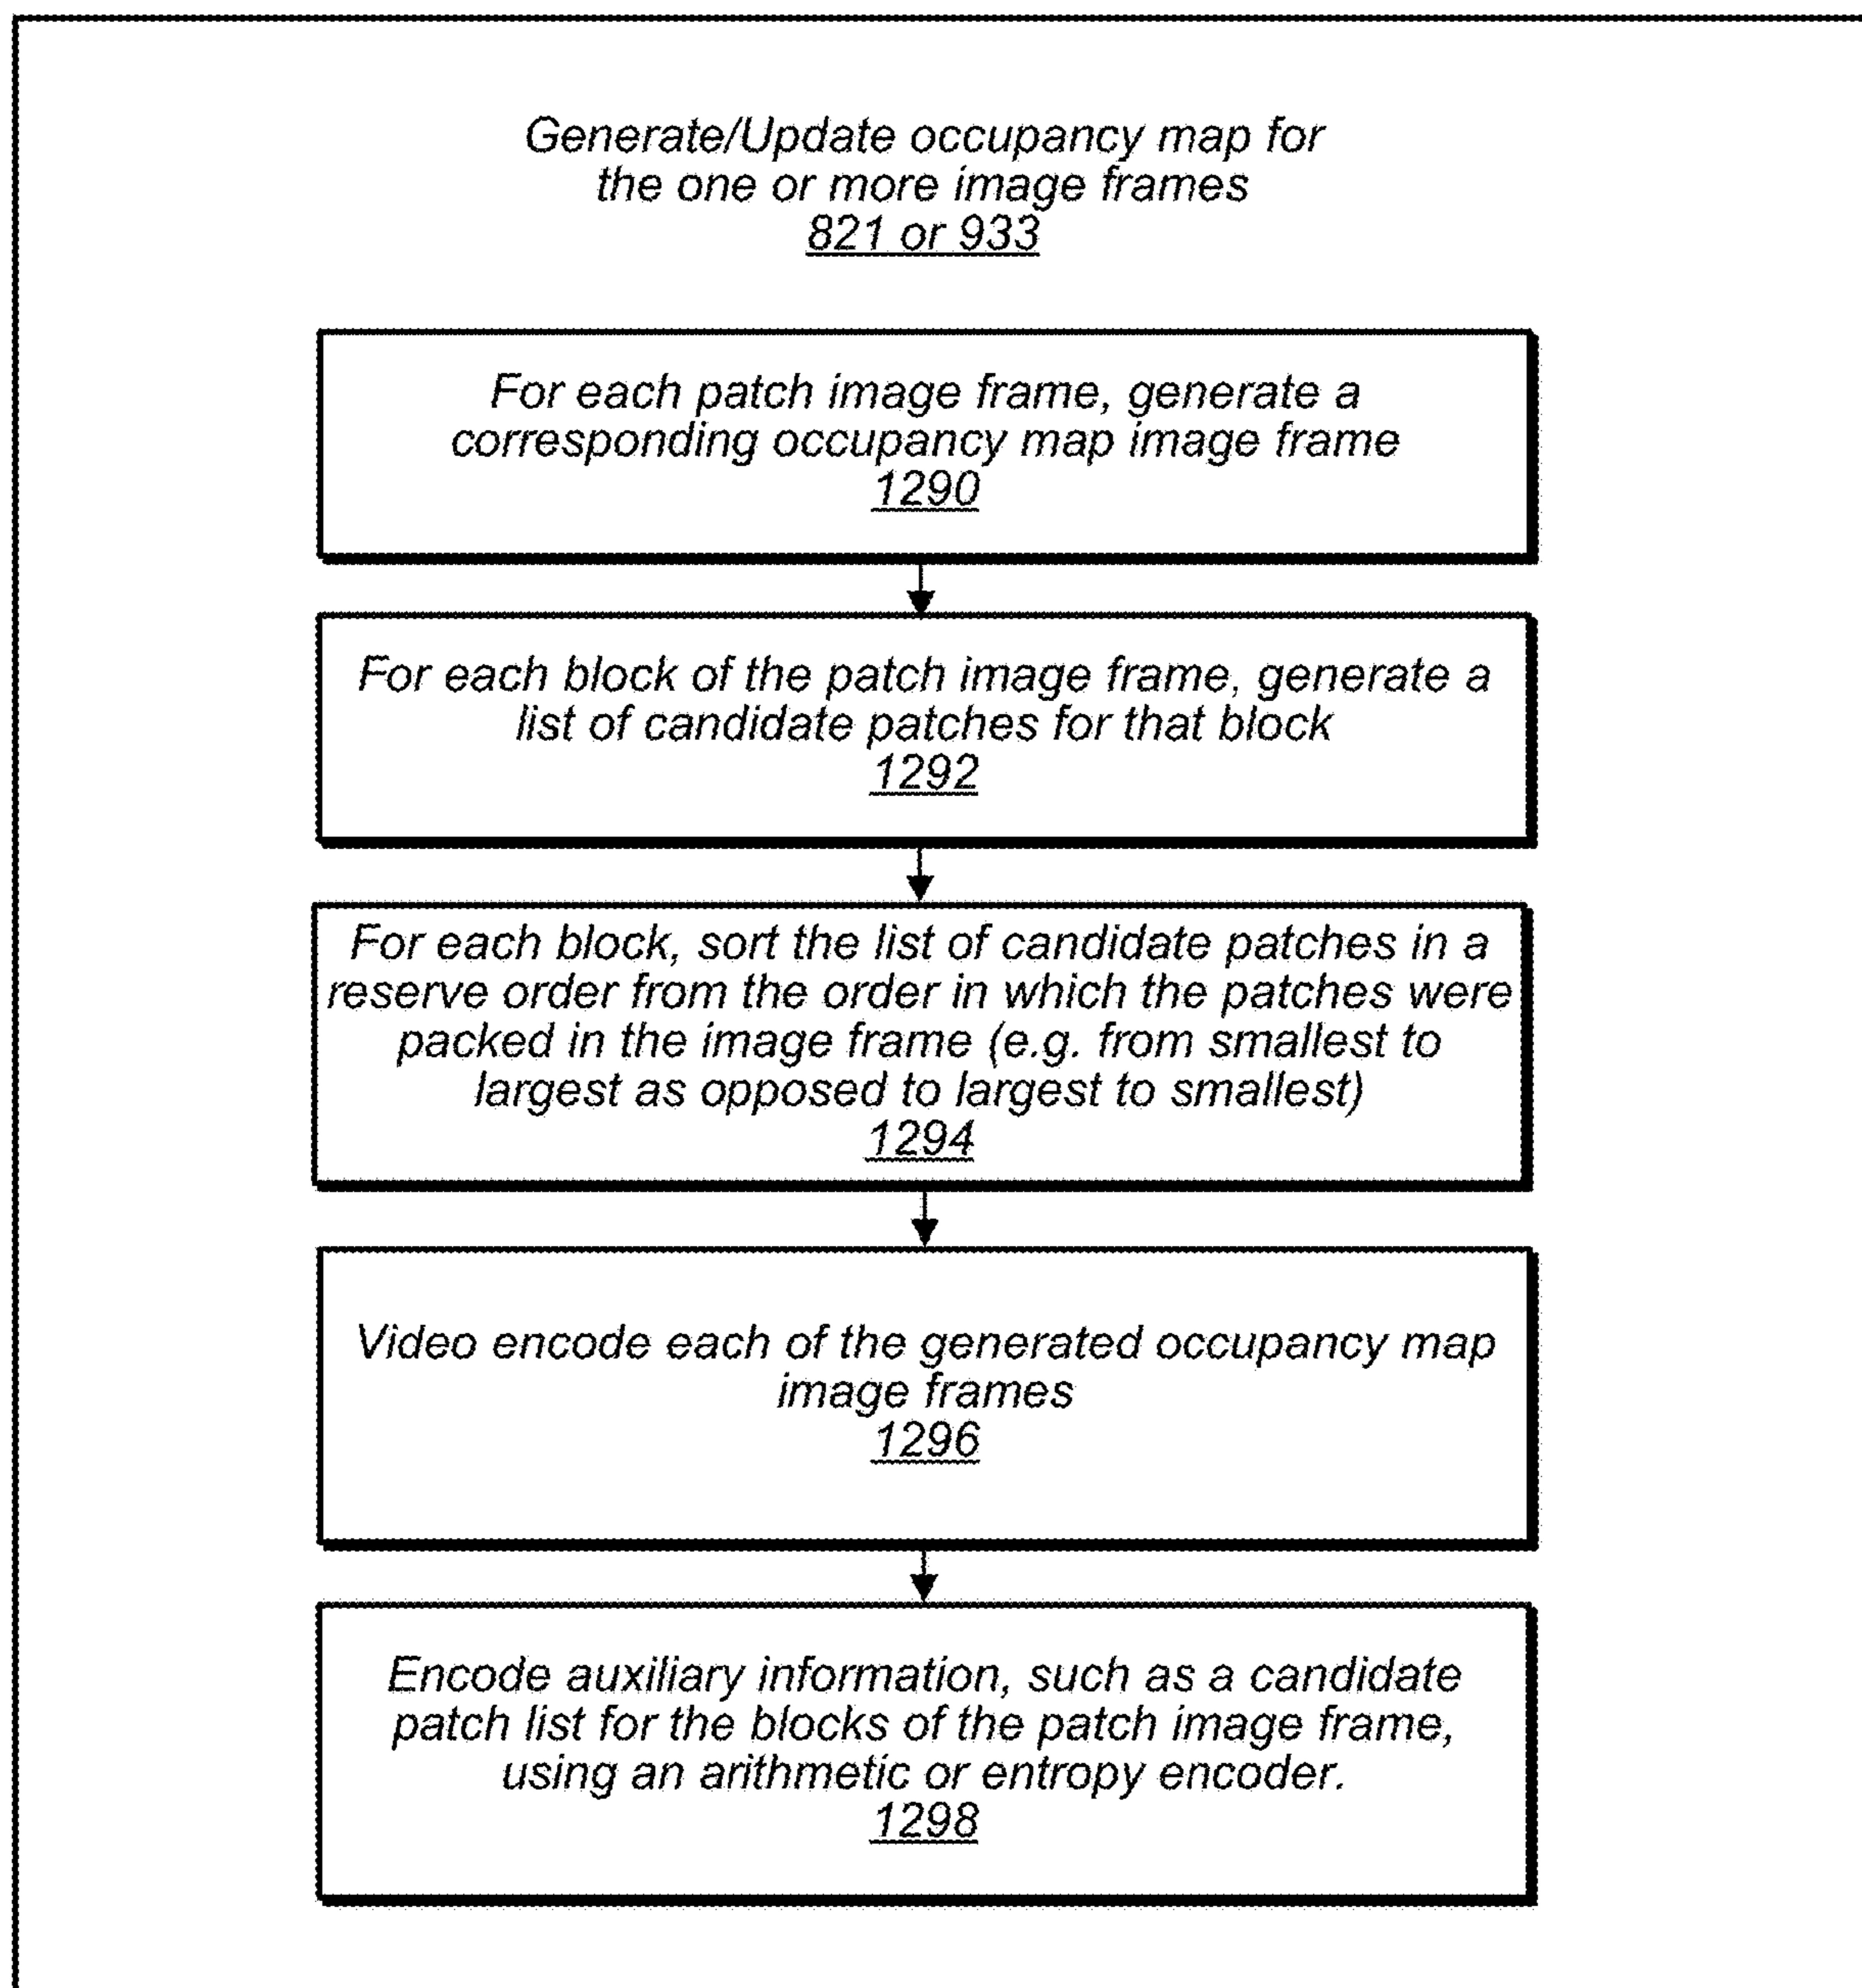 Generate/Update occupancy map for
the one or more image frames
821 or 933
For each patch image frame, generate a
corresponding occupancy map image frame
1290
For each block of the patch image frame, generate a
list of candidate patches for that block
1292
For each block, sort the list of candidate patches in a
reserve order from the order in which the patches were
packed in the image frame (e.g. from smallest to
largest as opposed to largest to smallest)
1294
Video encode each of the generated occupancy map
image frames
1296
Encode auxiliary information, such as a candidate
patch list for the blocks of the patch image frame,
using an arithmetic or entropy encoder.
1298